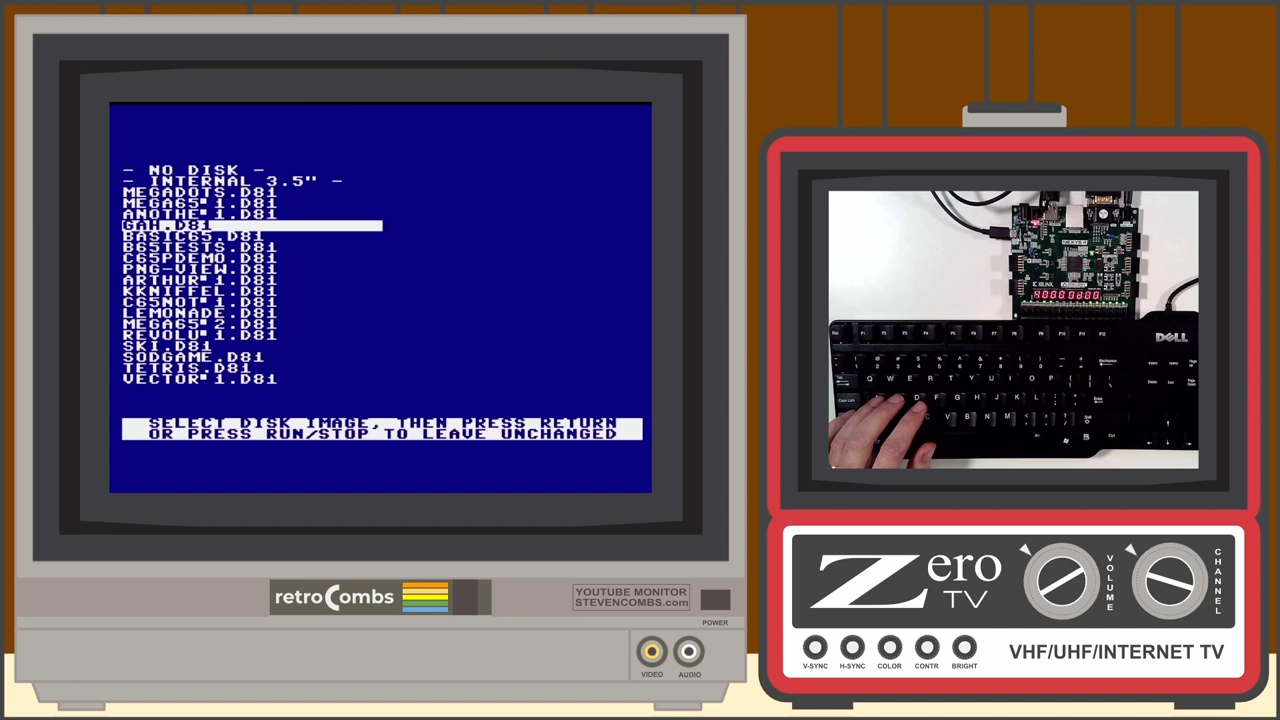 - NO DISK -
- INTERNAL 3.5" -
MEGADOTS.D81
MEGA65~1.D81
ANOTHE~1.D81
GAH.D81
BASIC65.D81
B65TESTS.D81
C65PDEMO.D81
PNG-VIEW.D81
ARTHUR~1.D81
KKNIFFEL.D81
C65NOT~1.D81
LEMONADE.D81
MEGA65~2.D81
REVOLU~1.D81
SKI.D81
SODGAME.D81
TETRIS.D81
VECTOR~1.D81
SELECT DISK IMAGE, THEN PRESS RETURN
OR PRESS RUN/STOP TO LEAVE UNCHANGED
retroCombs
YOUTUBE MONITOR
STEVENCOMBS.com
POWER
VIDEO
AUDIO
XILINX
DELL
Q W E R T Y U I O P
D F G H J K L
C V B N M
Zero
TV
VOLUME
CHANNEL
V-SYNC
H-SYNC
COLOR
CONTR
BRIGHT
VHF/UHF/INTERNET TV